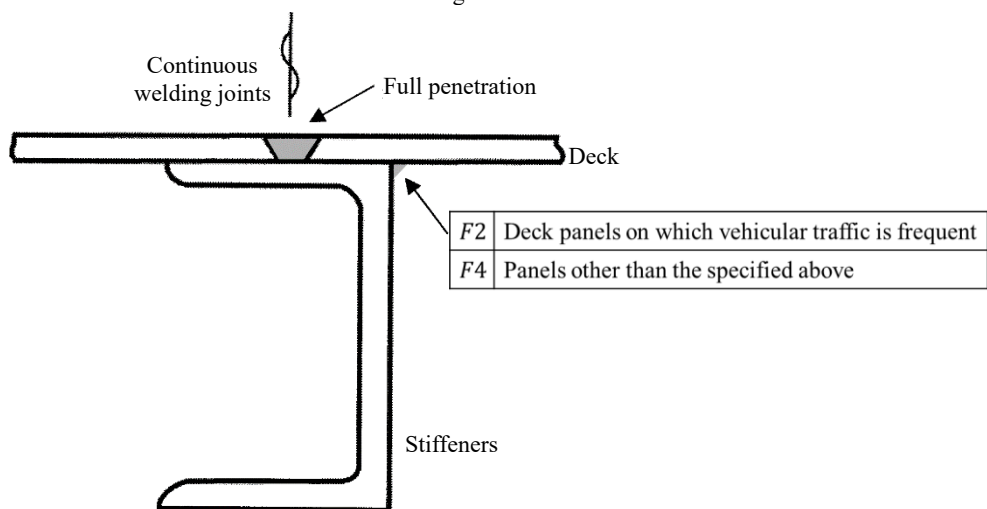 Continuous
welding joints
Full penetration
Deck
F2 Deck panels on which vehicular traffic is frequent
F4 Panels other than the specified above
Stiffeners